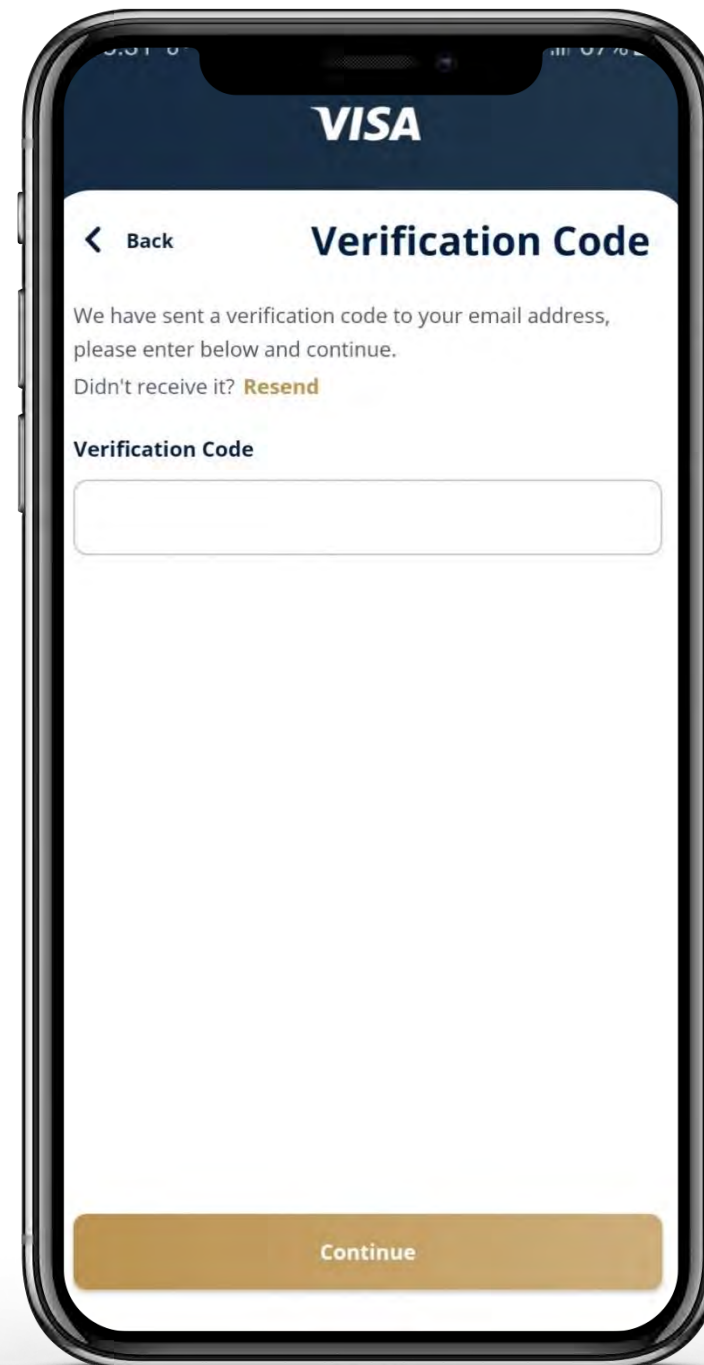 VISA
Back
Verification Code
We have sent a verification code to your email address,
please enter below and continue.
Didn't receive it? Resend
Verification Code
Continue